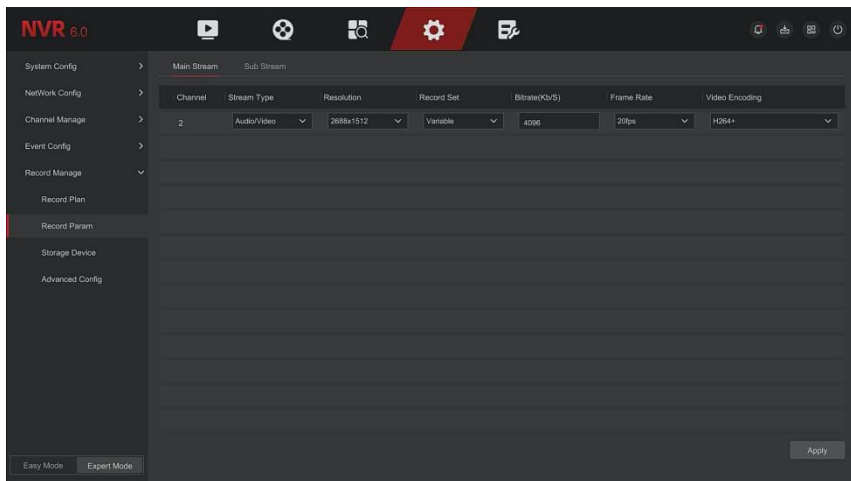 NVR 6.0
System Config
NetWork Config
Channel Manage
Event Config
Record Manage
Record Plan
Record Param
Storage Device
Advanced Config
Easy Mode Expert Mode
Main Stream Sub Stream
Channel Stream Type Resolution Record Set Bitrate(Kb/S) Frame Rate Video Encoding
2 Audio/Video 2688x1512 Variable 4096 20fps H264+
Apply